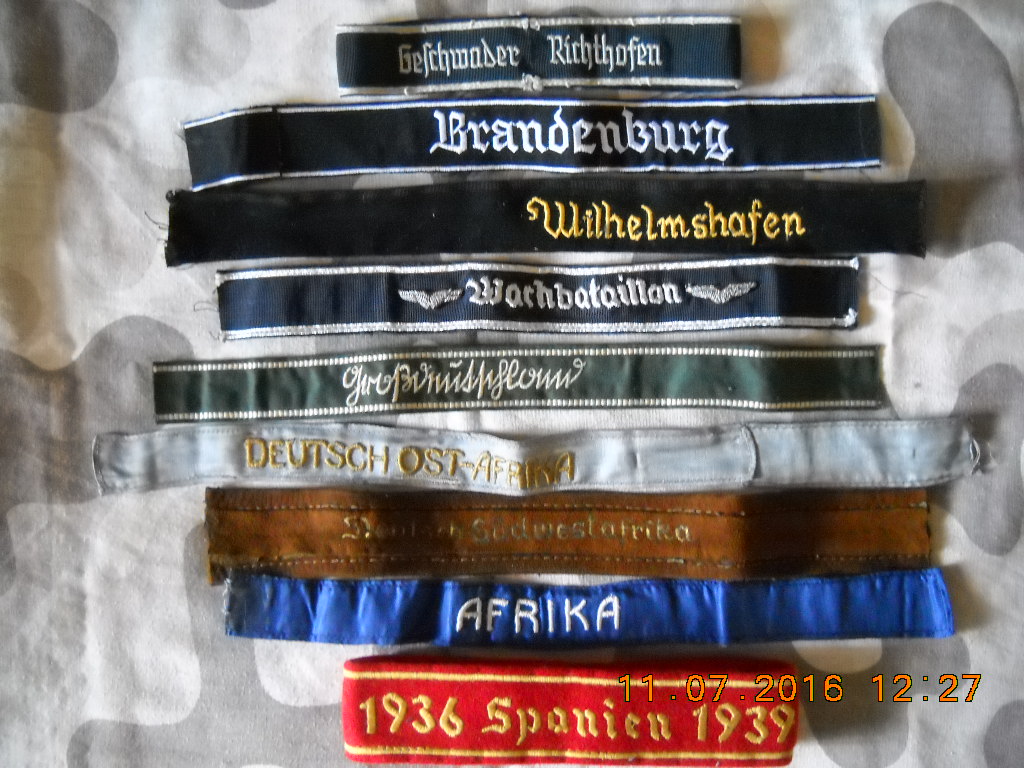 Geschwader Richthofen
Brandenburg
Wilhelmshafen
Wachbataillon
Großdeutschland
DEUTSCH OST-AFRIKA
Deutsch Südwestafrika
AFRIKA
1936 Spanien 1939
11.07.2016 12:27